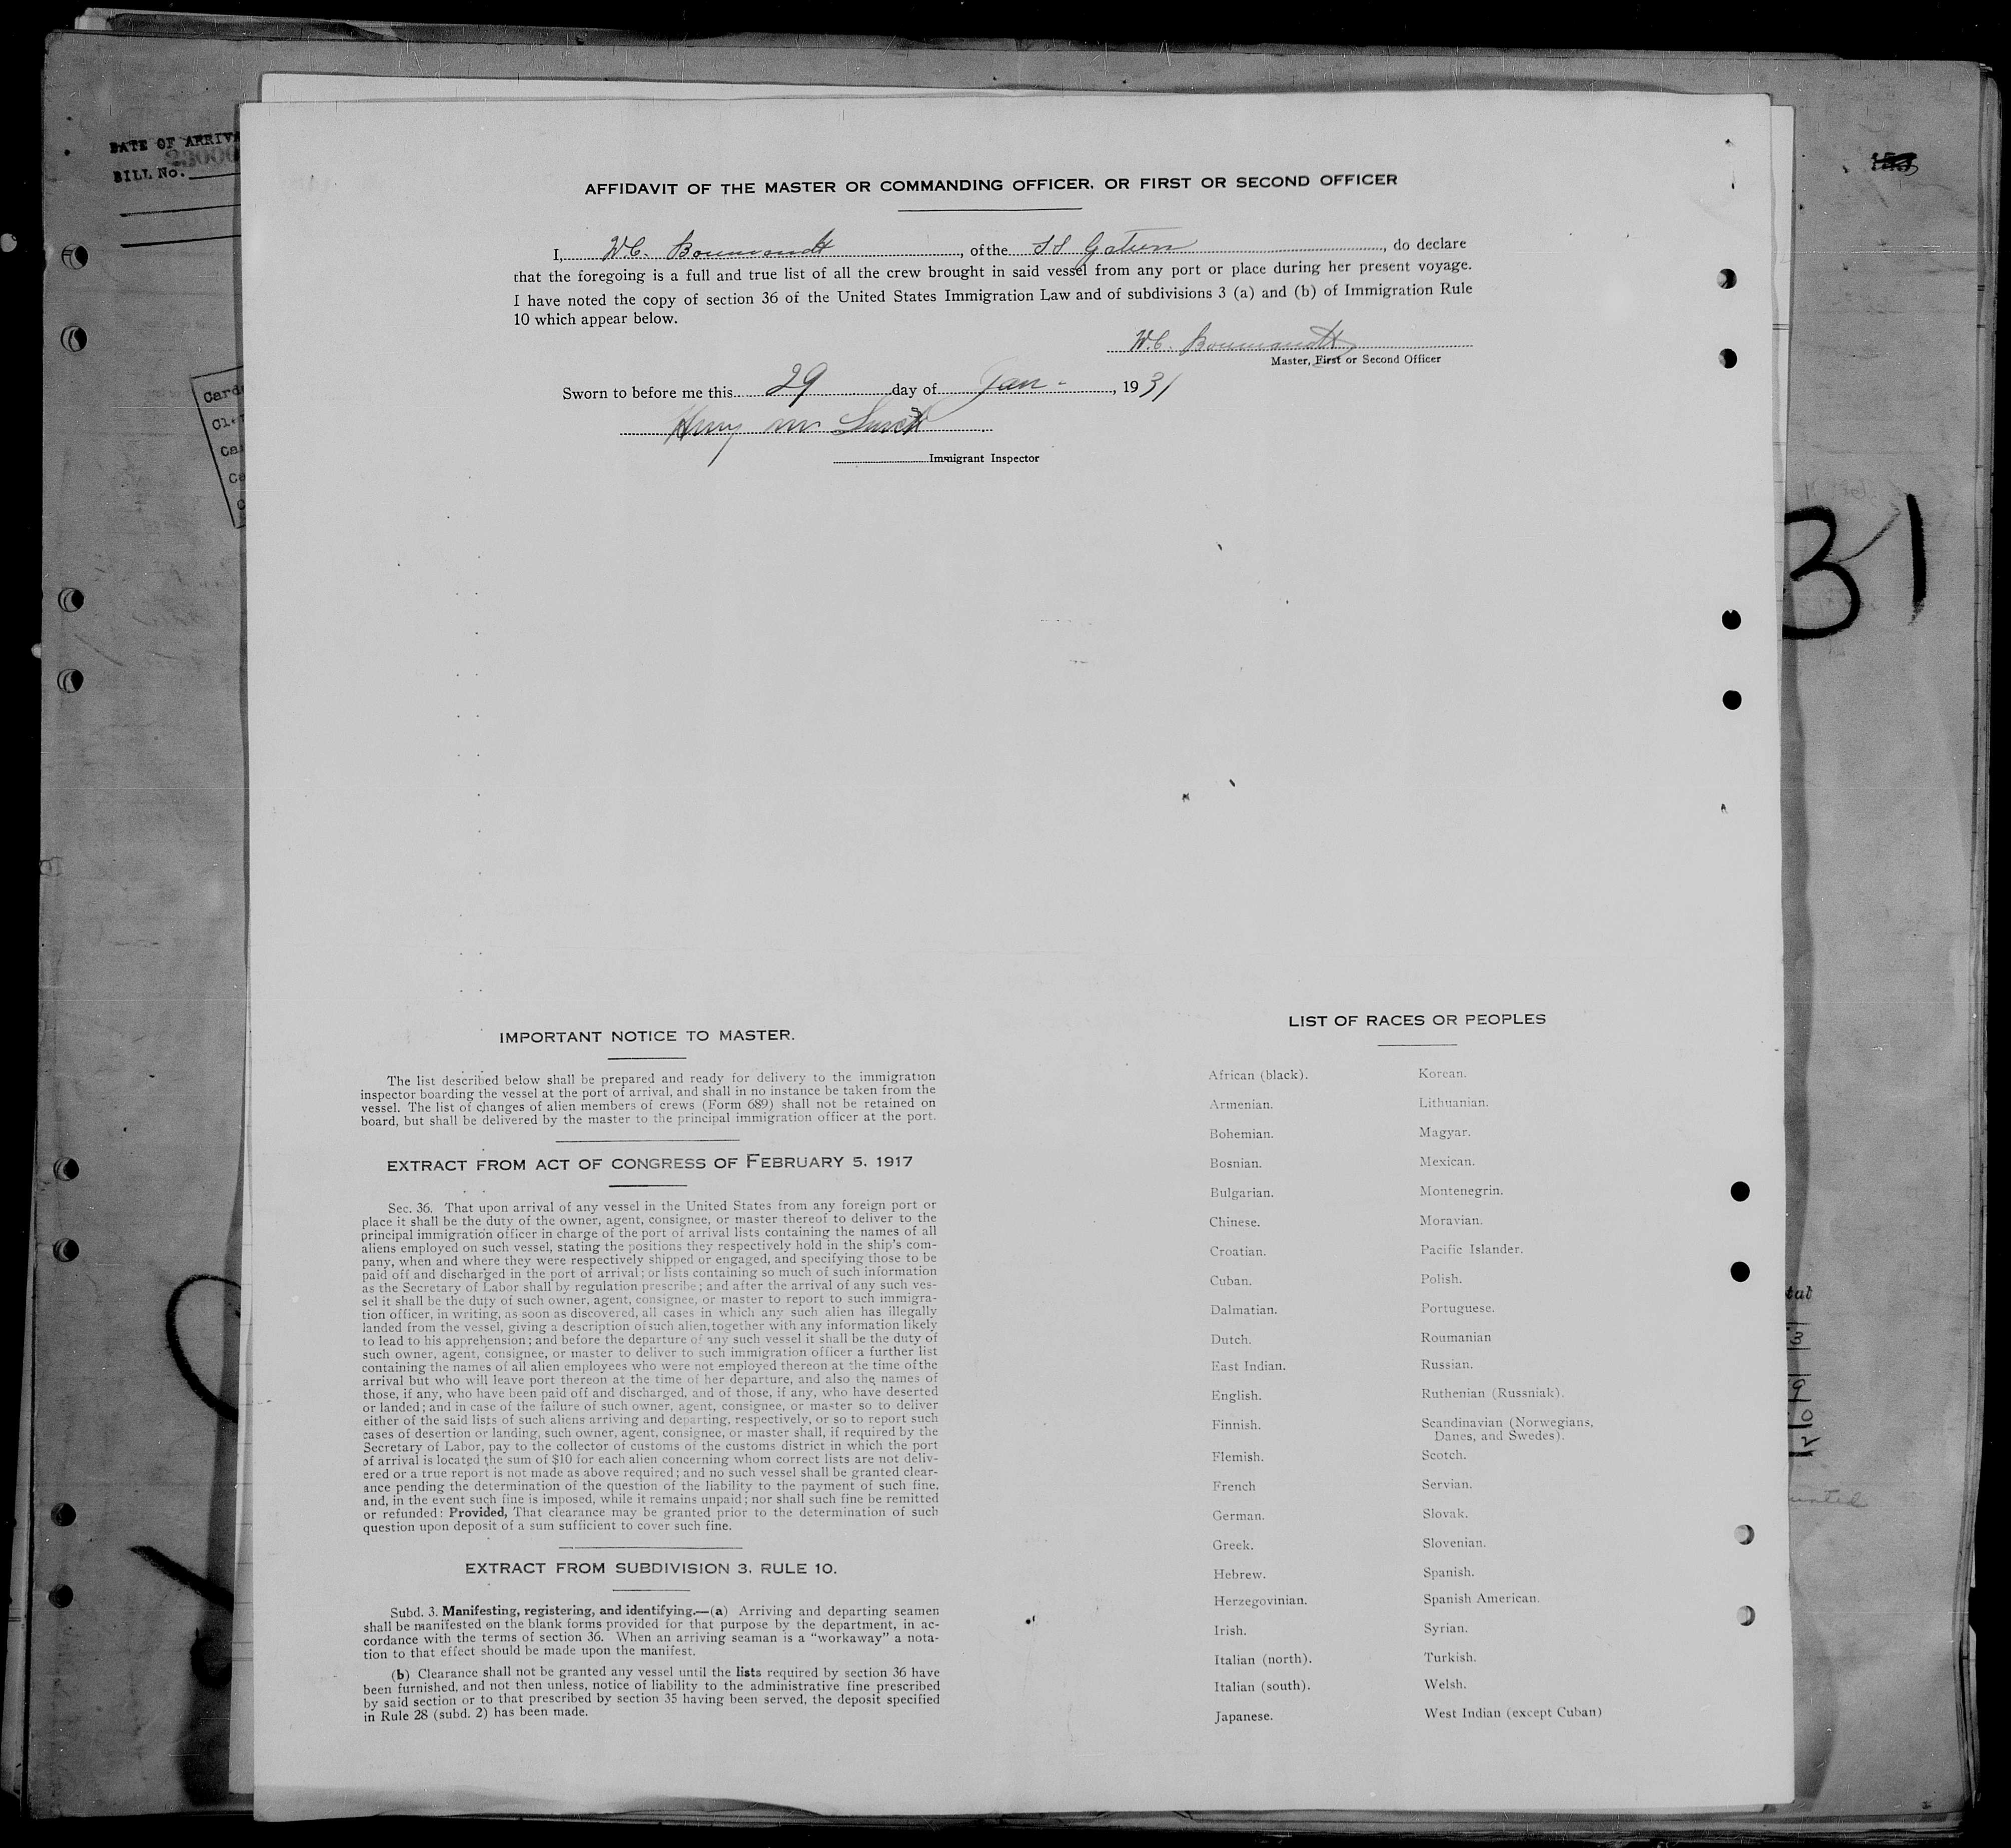 DATE OF ARRIVA
23000
BILL No.
AFFIDAVIT OF THE MASTER OR COMMANDING OFFICER, OR FIRST OR SECOND OFFICER
I, W.C. , of the SS Gatun , do declare
that the foregoing is a full and true list of all the crew brought in said vessel from any port or place during her present voyage.
I have noted the copy of section 36 of the United States Immigration Law and of subdivisions 3 (a) and (b) of Immigration Rule
10 which appear below.
W.C.
Master, First or Second Officer
Sworn to before me this 29 day of Jan - , 1931
Immigrant Inspector
31
IMPORTANT NOTICE TO MASTER.
The list described below shall be prepared and ready for delivery to the immigration
inspector boarding the vessel at the port of arrival, and shall in no instance be taken from the
vessel. The list of changes of alien members of crews (Form 689) shall not be retained on
board, but shall be delivered by the master to the principal immigration officer at the port.
EXTRACT FROM ACT OF CONGRESS OF FEBRUARY 5, 1917
Sec. 36. That upon arrival of any vessel in the United States from any foreign port or
place it shall be the duty of the owner, agent, consignee, or master thereof to deliver to the
principal immigration officer in charge of the port of arrival lists containing the names of all
aliens employed on such vessel, stating the positions they respectively hold in the ship's com-
pany, when and where they were respectively shipped or engaged, and specifying those to be
paid off and discharged in the port of arrival; or lists containing so much of such information
as the Secretary of Labor shall by regulation prescribe; and after the arrival of any such ves-
sel it shall be the duty of such owner, agent, consignee, or master to report to such immigra-
tion officer, in writing, as soon as discovered, all cases in which any such alien has illegally
landed from the vessel, giving a description of such alien, together with any information likely
to lead to his apprehension; and before the departure of any such vessel it shall be the duty of
such owner, agent, consignee, or master to deliver to such immigration officer a further list
containing the names of all alien employees who were not employed thereon at the time of the
arrival but who will leave port thereon at the time of her departure, and also the names of
those, if any, who have been paid off and discharged, and of those, if any, who have deserted
or landed; and in case of the failure of such owner, agent, consignee, or master so to deliver
either of the said lists of such aliens arriving and departing, respectively, or so to report such
cases of desertion or landing, such owner, agent, consignee, or master shall, if required by the
Secretary of Labor, pay to the collector of customs of the customs district in which the port
of arrival is located the sum of $10 for each alien concerning whom correct lists are not deliv-
ered or a true report is not made as above required; and no such vessel shall be granted clear-
ance pending the determination of the question of the liability to the payment of such fine,
and, in the event such fine is imposed, while it remains unpaid; nor shall such fine be remitted
or refunded: Provided, That clearance may be granted prior to the determination of such
question upon deposit of a sum sufficient to cover such fine.
EXTRACT FROM SUBDIVISION 3, RULE 10.
Subd. 3. Manifesting, registering, and identifying.—(a) Arriving and departing seamen
shall be manifested on the blank forms provided for that purpose by the department, in ac-
cordance with the terms of section 36. When an arriving seaman is a "workaway" a nota-
tion to that effect should be made upon the manifest.
(b) Clearance shall not be granted any vessel until the lists required by section 36 have
been furnished, and not then unless, notice of liability to the administrative fine prescribed
by said section or to that prescribed by section 35 having been served, the deposit specified
in Rule 28 (subd. 2) has been made.
LIST OF RACES OR PEOPLES
African (black).
Armenian.
Bohemian.
Bosnian.
Bulgarian.
Chinese.
Croatian.
Cuban.
Dalmatian.
Dutch.
East Indian.
English.
Finnish.
Flemish.
French
German.
Greek.
Hebrew.
Herzegovinian.
Irish.
Italian (north).
Italian (south).
Japanese.
Korean.
Lithuanian.
Magyar.
Mexican.
Montenegrin.
Moravian.
Pacific Islander.
Polish.
Portuguese.
Roumanian
Russian.
Ruthenian (Russniak).
Scandinavian (Norwegians,
Danes, and Swedes).
Scotch.
Servian.
Slovak.
Slovenian.
Spanish.
Spanish American.
Syrian.
Turkish.
Welsh.
West Indian (except Cuban)